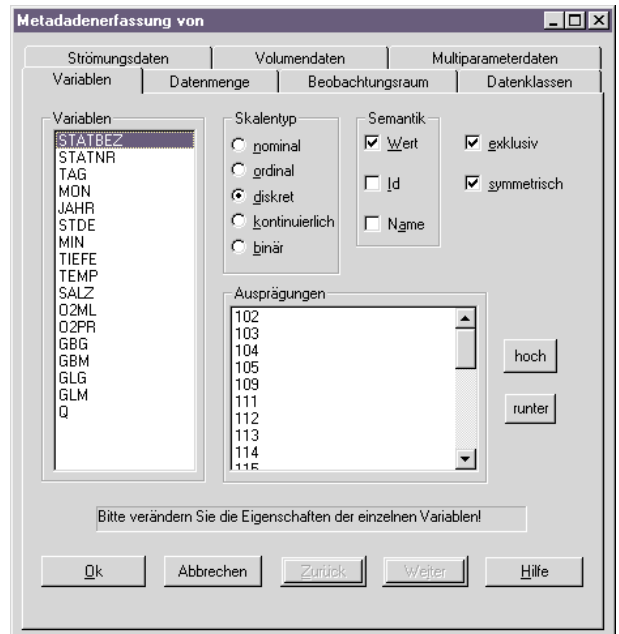 Metadadenerfassung von
Strömungsdaten
Volumendaten
Multiparameterdaten
Variablen
Datenmenge
Beobachtungsraum
Datenklassen
Variablen
STATBEZ
STATNR
TAG
MON
JAHR
STDE
MIN
TIEFE
TEMP
SALZ
O2ML
O2PR
GBG
GBM
GLG
GLM
Q
Skalentyp
nominal
ordinal
diskret
kontinuierlich
binär
Semantik
Wert
Id
Name
exklusiv
symmetrisch
Ausprägungen
102
103
104
105
109
111
112
113
114
115
hoch
runter
Bitte verändern Sie die Eigenschaften der einzelnen Variablen!
Ok
Abbrechen
Zurück
Weiter
Hilfe